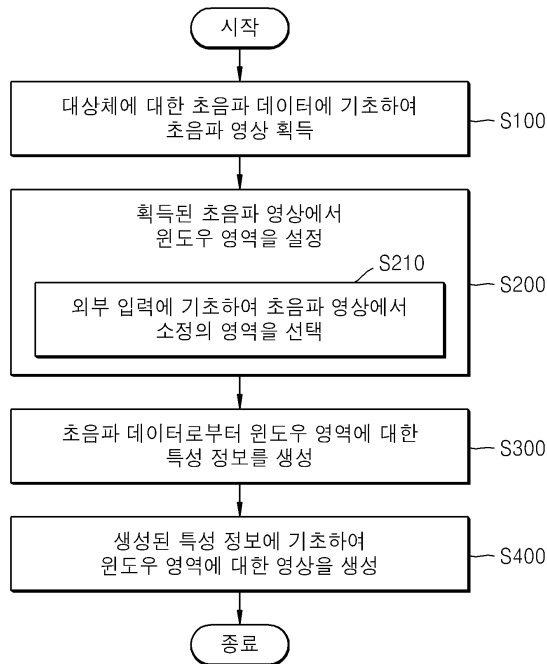 시작
대상체에 대한 초음파 데이터에 기초하여
초음파 영상 획득
S100
획득된 초음파 영상에서
윈도우 영역을 설정
S210
외부 입력에 기초하여 초음파 영상에서
소정의 영역을 선택
S200
초음파 데이터로부터 윈도우 영역에 대한
특성 정보를 생성
S300
생성된 특성 정보에 기초하여
윈도우 영역에 대한 영상을 생성
S400
종료